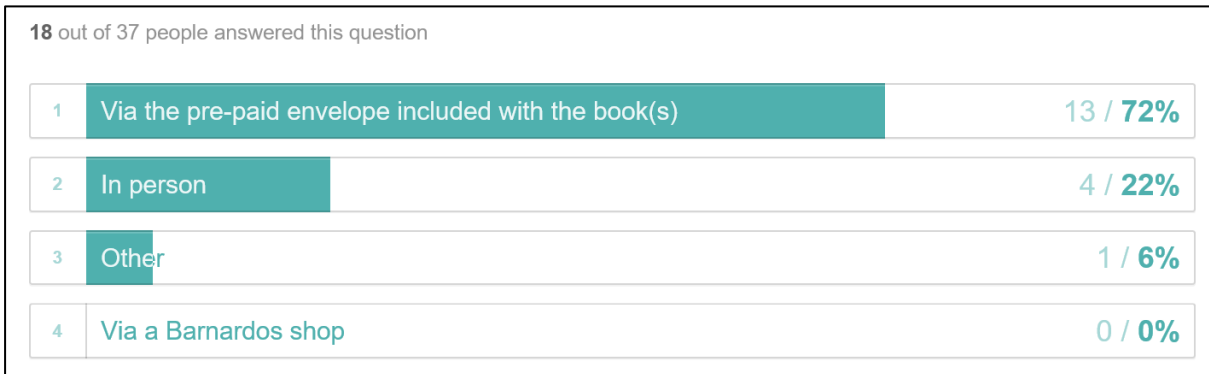 18 out of 37 people answered this question
1 Via the pre-paid envelope included with the book(s) 13 / 72%
2 In person 4 / 22%
3 Other 1 / 6%
4 Via a Barnardos shop 0 / 0%